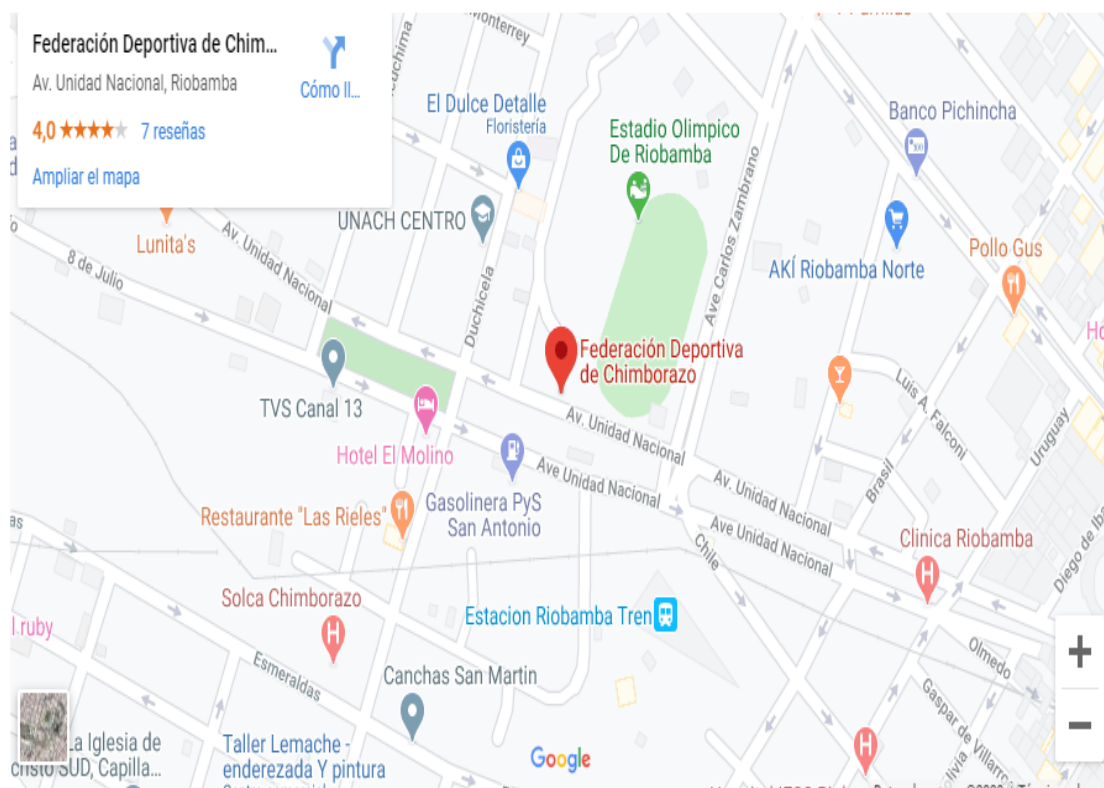 Federación Deportiva de Chim...
Av. Unidad Nacional, Riobamba
Cómo ll...
4,0
7 reseñas
Ampliar el mapa
Monterrey
El Dulce Detalle
Floristería
Estadio Olimpico
De Riobamba
Banco Pichincha
UNACH CENTRO
Lunita's
Av. Unidad Nacional
8 de Julio
Ave Carlos Zambrano
AKÍ Riobamba Norte
Pollo Gus
Duchicela
Federación Deportiva
de Chimborazo
TVS Canal 13
Hotel El Molino
Av. Unidad Nacional
Luis A. Falconi
Uruguay
Brasil
Ave Unidad Nacional
Gasolinera PyS
San Antonio
Restaurante "Las Rieles"
Av. Unidad Nacional
Ave Unidad Nacional
Chile
Clinica Riobamba
Diego de Iba
Solca Chimborazo
Estacion Riobamba Tren
l ruby
Esmeraldas
Canchas San Martin
Olmedo
Gaspar de Villarro
La Iglesia de
cristo SUD, Capilla...
Taller Lemache -
enderezada Y pintura
Google
+
−